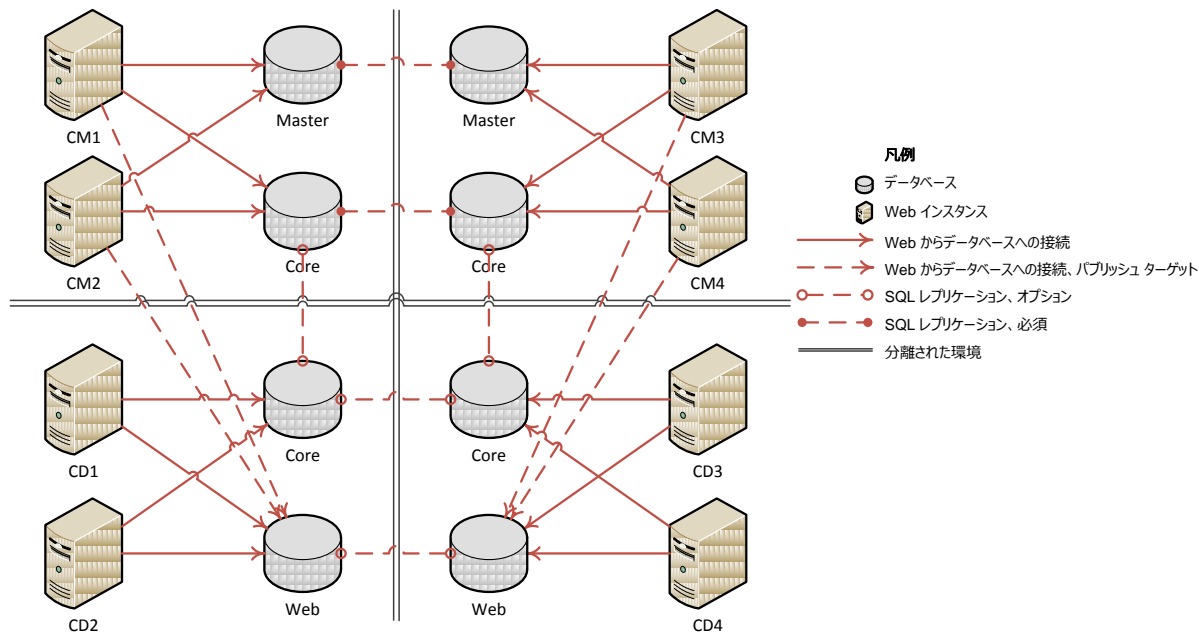 CM1
Master
Master
CM3
CM2
Core
Core
CM4
CD1
Core
Core
CD3
CD2
Web
Web
CD4
凡例
データベース
Web インスタンス
Web からデータベースへの接続
Web からデータベースへの接続、パブリッシュ ターゲット
SQL レプリケーション、オプション
SQL レプリケーション、必須
分離された環境